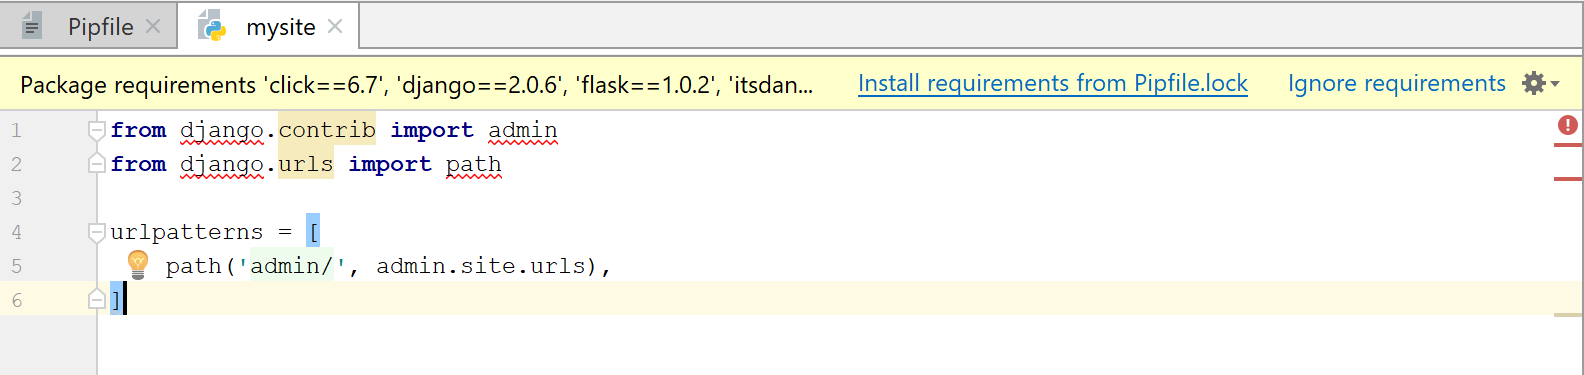 Pipfile mysite
Package requirements 'click==6.7', 'django==2.0.6', 'flask==1.0.2', 'itsdan... Install requirements from Pipfile.lock Ignore requirements
1 from django.contrib import admin
2 from django.urls import path
3
4 urlpatterns = [
5 path('admin/', admin.site.urls),
6 ]